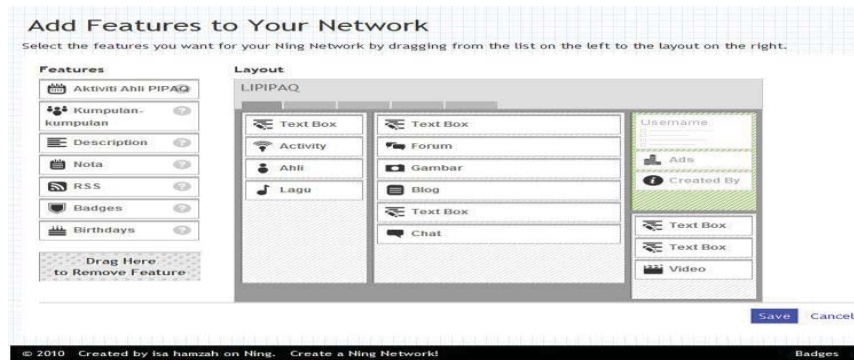 Add Features to Your Network
Select the features you want for your Ning Network by dragging from the list on the left to the layout on the right.
Features
Aktiviti Ahli PIPAQ
Kumpulan-
kumpulan
Description
Nota
RSS
Badges
Birthdays
Drag Here
to Remove Feature
Layout
LIPIPAQ
Text Box
Activity
Ahli
Lagu
Text Box
Forum
Gambar
Blog
Text Box
Chat
Username
Ads
Created By
Text Box
Text Box
Video
Save Cancel
© 2010 Created by isa hamzah on Ning. Create a Ning Network! Badges